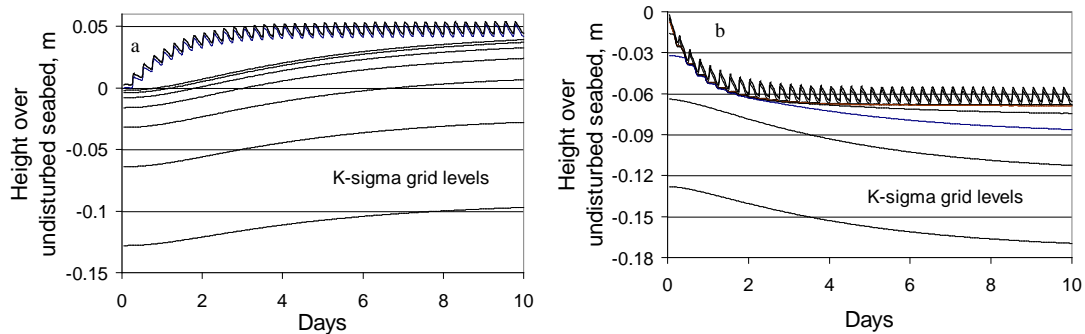 a
Height over
undisturbed seabed, m
0.05
0
-0.05
-0.1
-0.15
K-sigma grid levels
0 2 4 6 8 10
Days
b
Height over
undisturbed seabed, m
0
-0.03
-0.06
-0.09
-0.12
-0.15
-0.18
K-sigma grid levels
0 2 4 6 8 10
Days